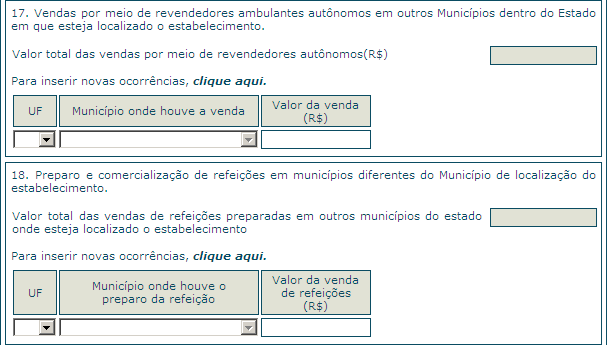 17. Vendas por meio de revendedores ambulantes autônomos em outros Municípios dentro do Estado
em que esteja localizado o estabelecimento.
Valor total das vendas por meio de revendedores autônomos(R$)
Para inserir novas ocorrências, clique aqui.
UF
Município onde houve a venda
Valor da venda
(R$)
18. Preparo e comercialização de refeições em municípios diferentes do Município de localização do
estabelecimento.
Valor total das vendas de refeições preparadas em outros municípios do estado
onde esteja localizado o estabelecimento
Para inserir novas ocorrências, clique aqui.
UF
Município onde houve o
preparo da refeição
Valor da venda
de refeições
(R$)